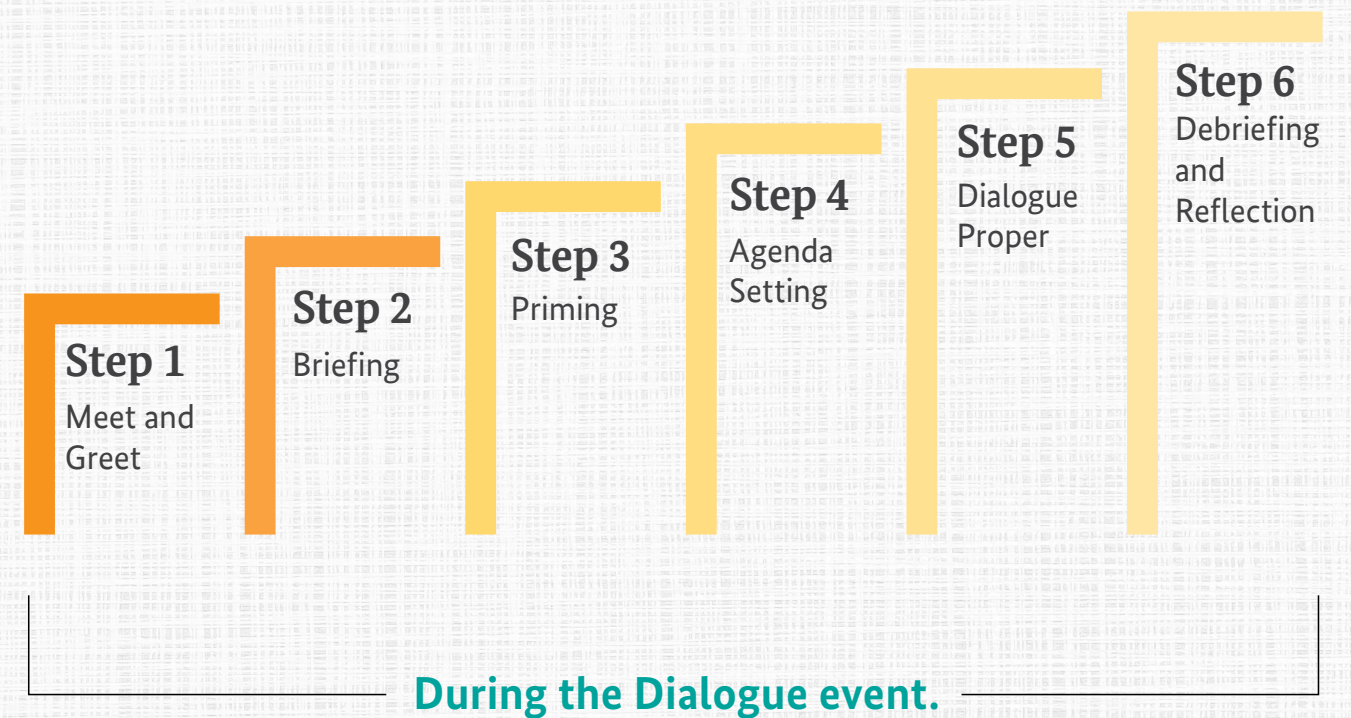 Step 1
Meet and
Greet
Step 2
Briefing
Step 3
Priming
Step 4
Agenda
Setting
Step 5
Dialogue
Proper
Step 6
Debriefing
and
Reflection
During the Dialogue event.